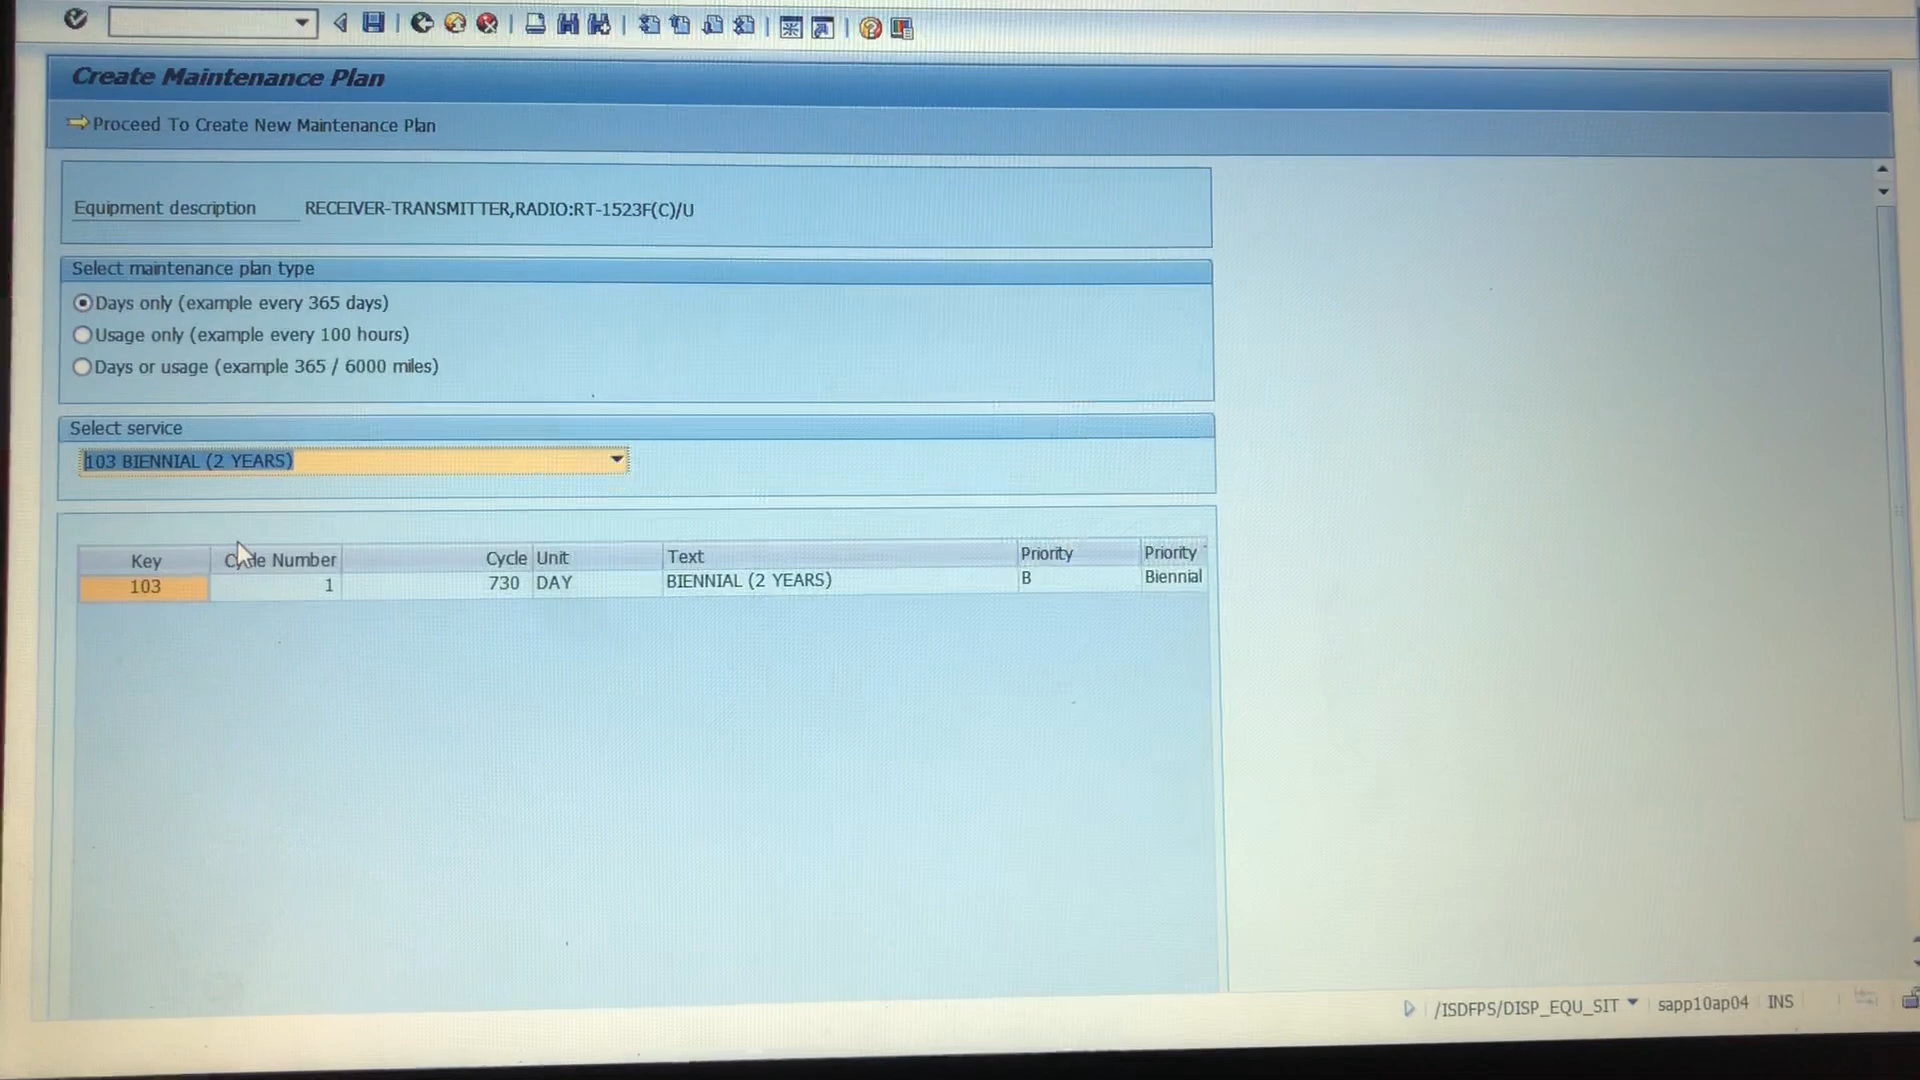 Create Maintenance Plan
Proceed To Create New Maintenance Plan
Equipment description RECEIVER-TRANSMITTER,RADIO:RT-1523F(C)/U
Select maintenance plan type
Days only (example every 365 days)
Usage only (example every 100 hours)
Days or usage (example 365 / 6000 miles)
Select service
103 BIENNIAL (2 YEARS)
Key Cycle Number Cycle Unit Text Priority Priority
103 1 730 DAY BIENNIAL (2 YEARS) B Biennial
/ISDFPS/DISP_EQU_SIT sapp10ap04 INS